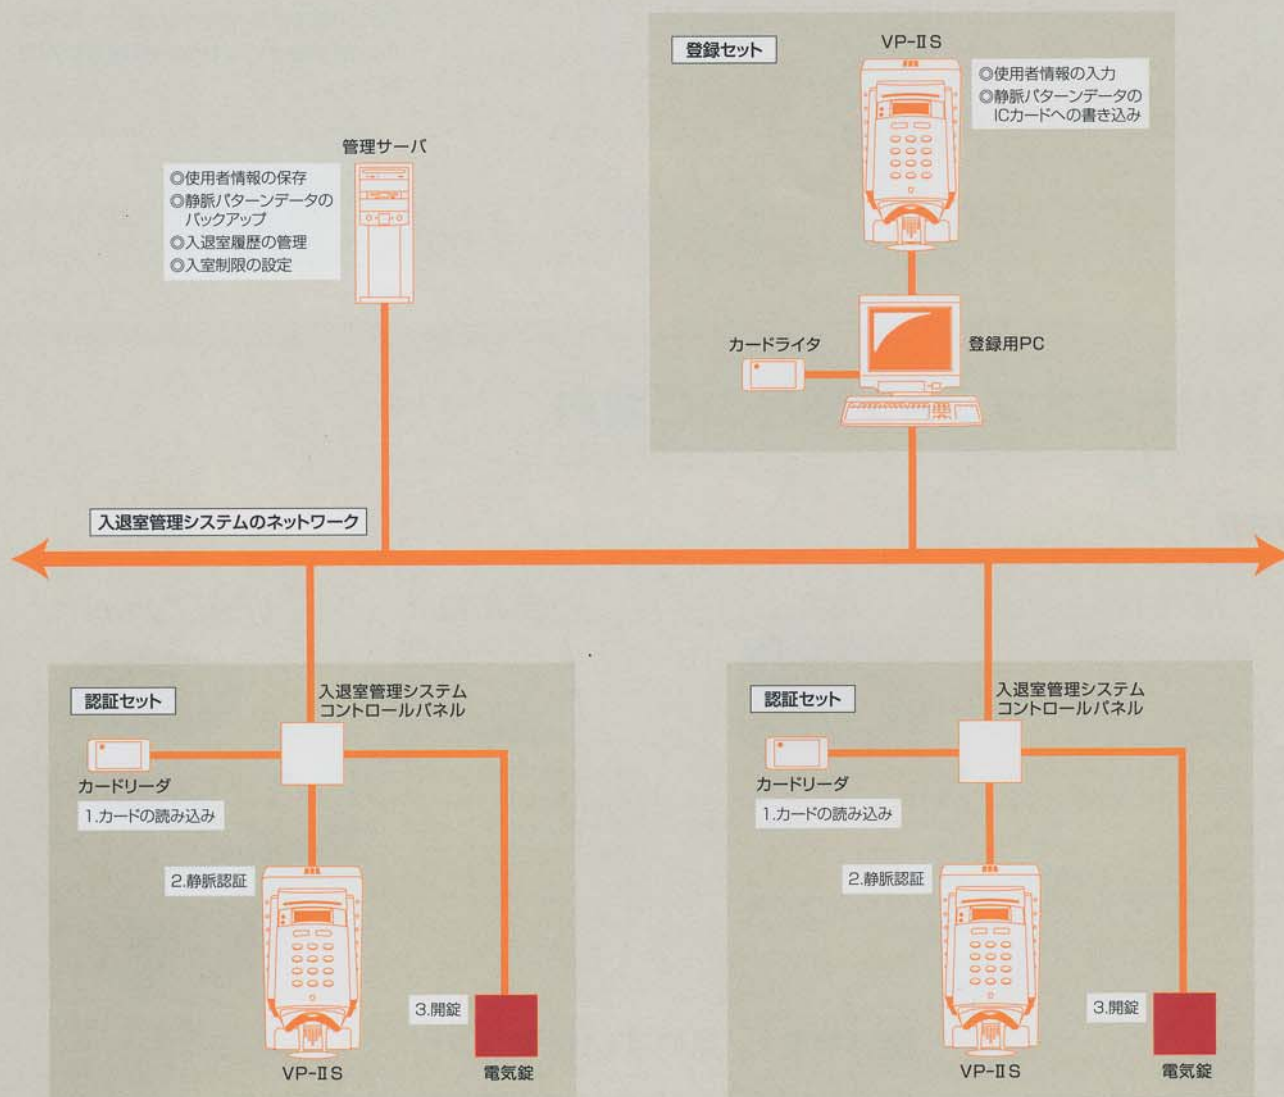 登録セット
VP-ⅡS
◎使用者情報の入力
◎静脈パターンデータの
ICカードへの書き込み
管理サーバ
◎使用者情報の保存
◎静脈パターンデータの
バックアップ
◎入退室履歴の管理
◎入室制限の設定
カードライタ
登録用PC
入退室管理システムのネットワーク
認証セット
入退室管理システム
コントロールパネル
カードリーダ
1.カードの読み込み
2.静脈認証
3.開錠
VP-ⅡS
電気錠
認証セット
入退室管理システム
コントロールパネル
カードリーダ
1.カードの読み込み
2.静脈認証
3.開錠
VP-ⅡS
電気錠